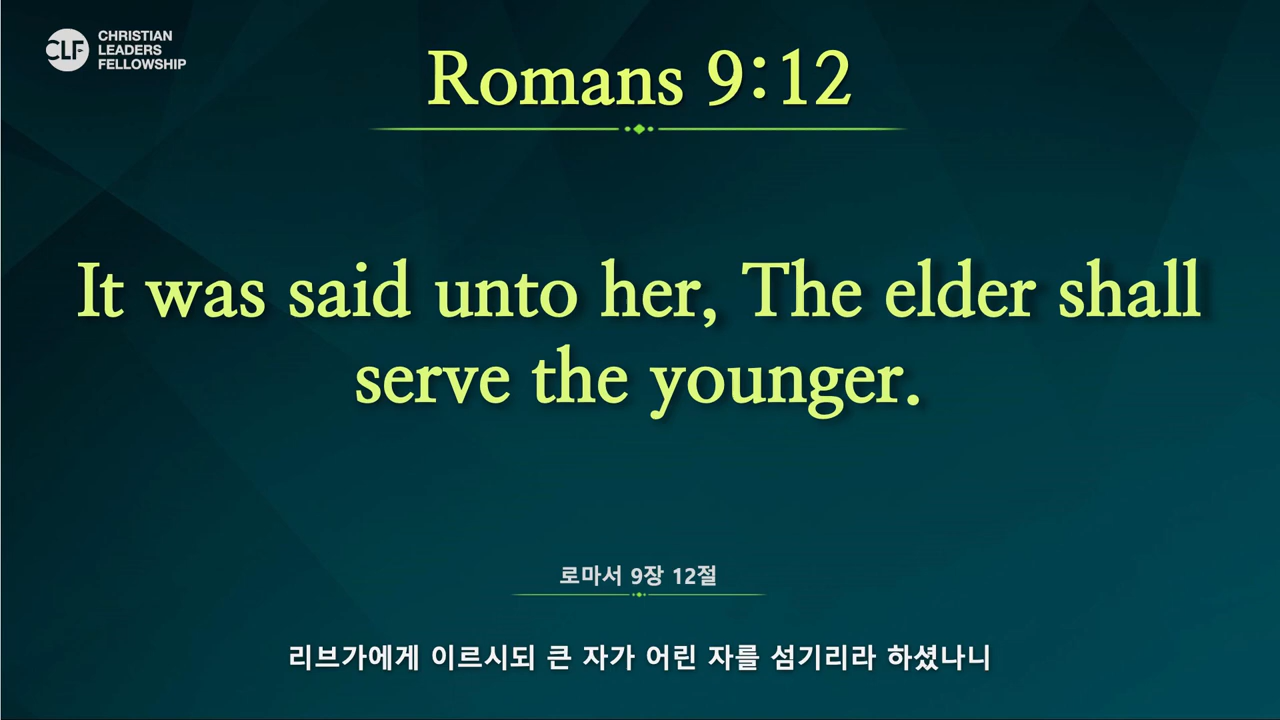 CLF
CHRISTIAN
LEADERS
FELLOWSHIP
Romans 9:12
It was said unto her, The elder shall
serve the younger.
로마서 9장 12절
리브가에게 이르시되 큰 자가 어린 자를 섬기리라 하셨나니